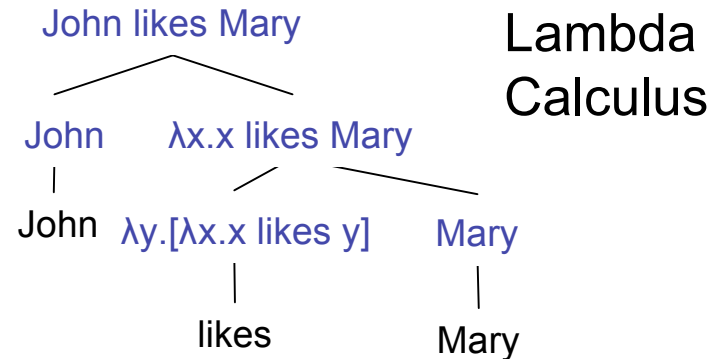 John likes Mary
Lambda
Calculus
John λx.x likes Mary
John λy.[λx.x likes y] Mary
likes Mary